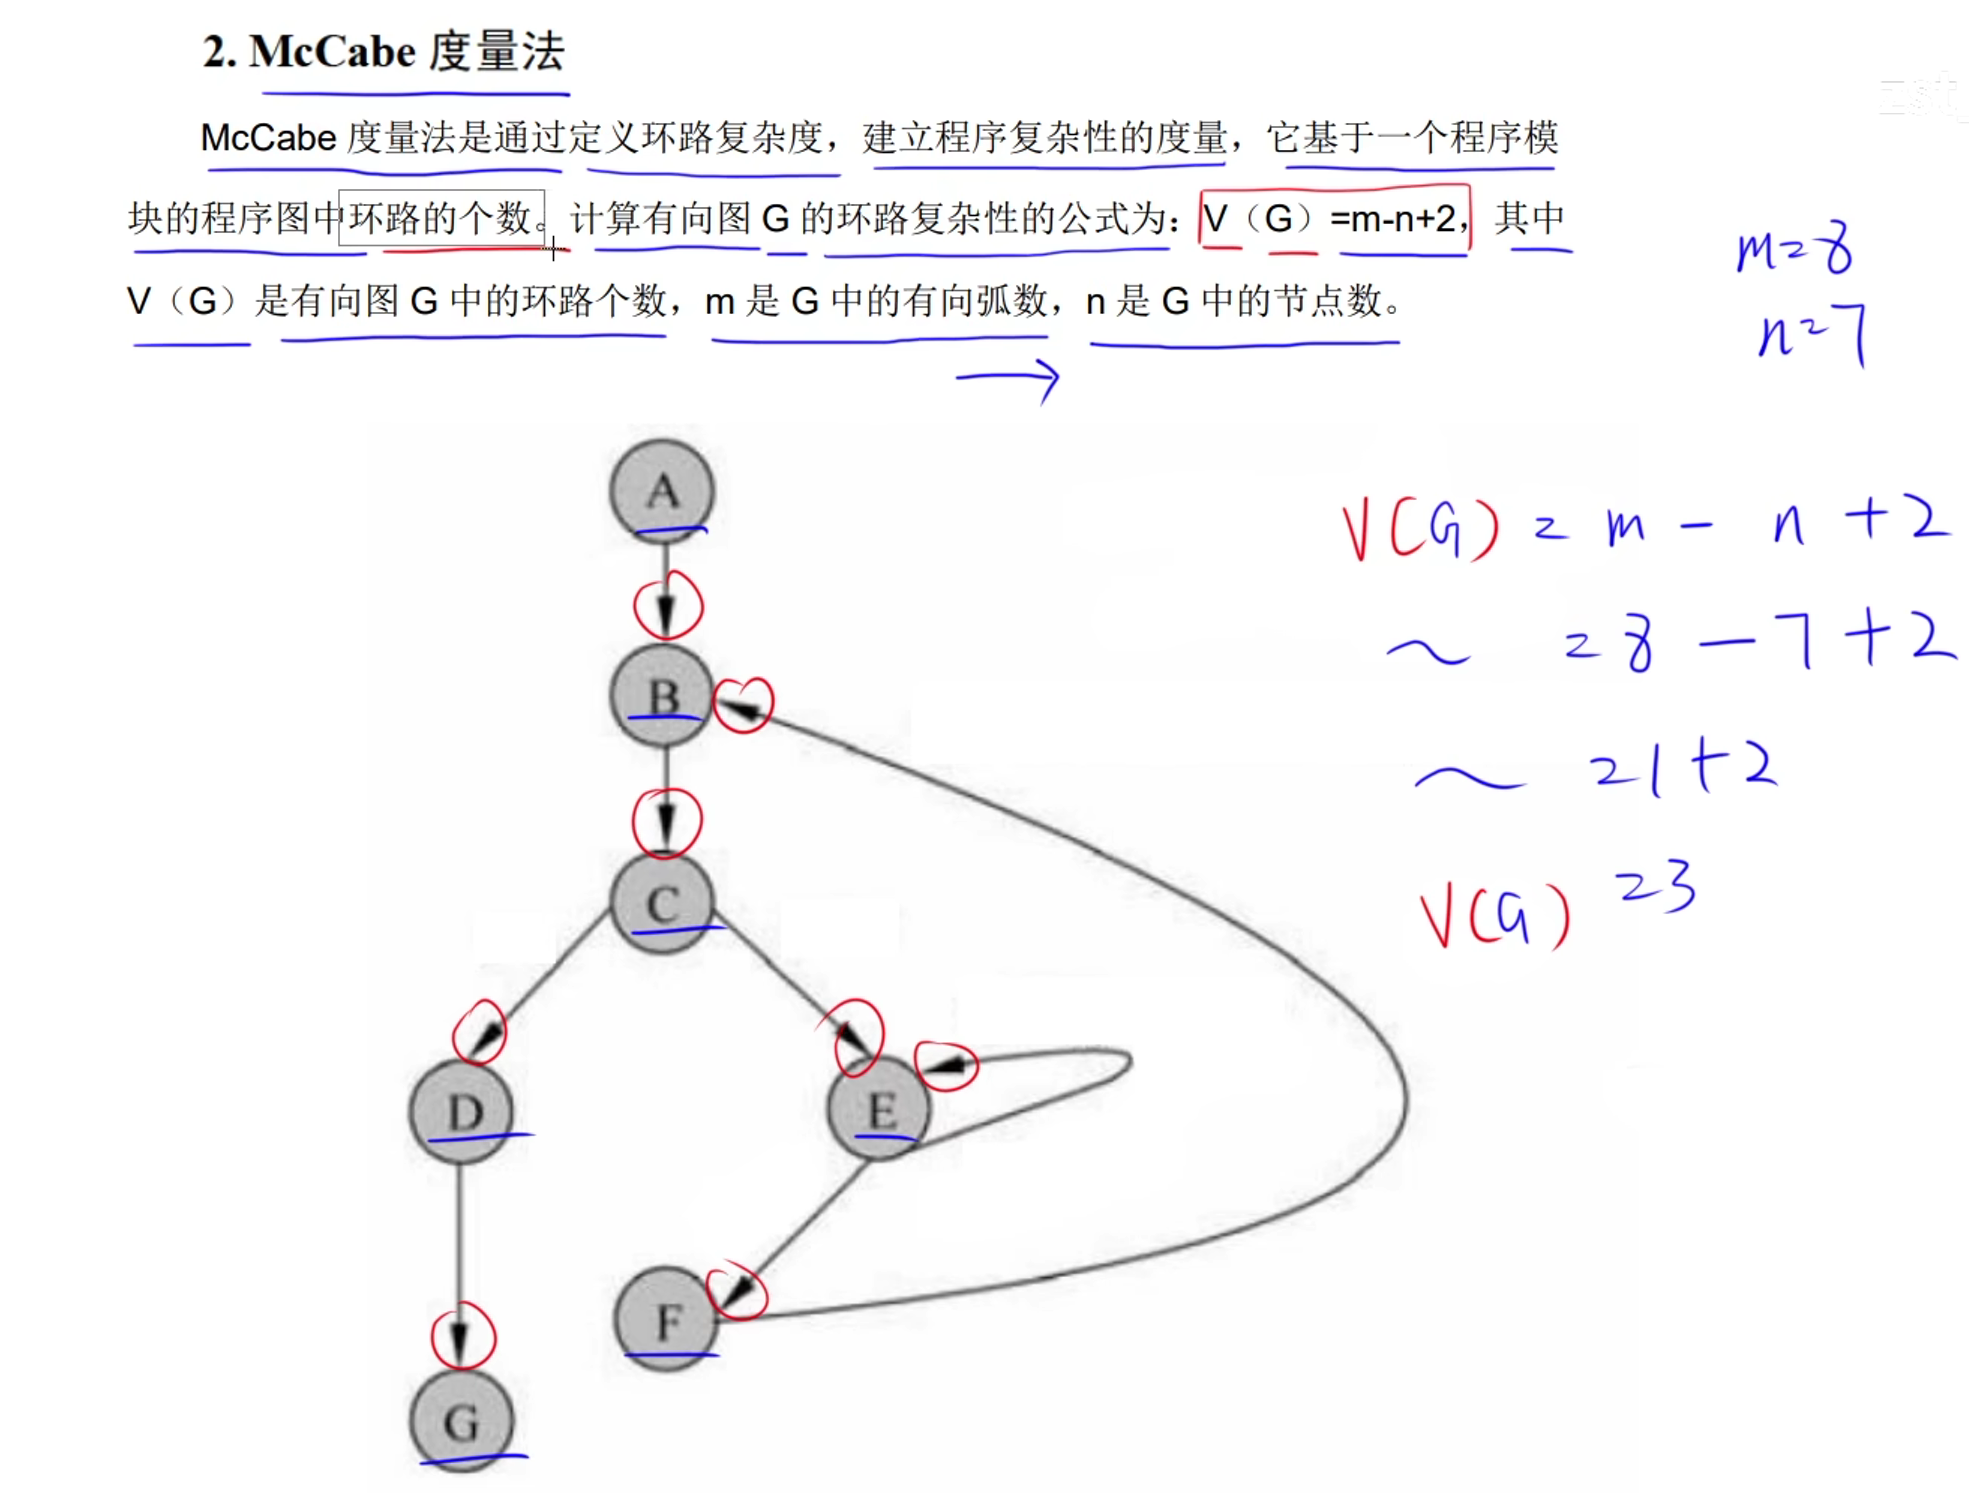 2. McCabe 度量法
McCabe 度量法是通过定义环路复杂度，建立程序复杂性的度量，它基于一个程序模
块的程序图中环路的个数。计算有向图 G 的环路复杂性的公式为：V（G）=m-n+2，其中
V（G）是有向图 G 中的环路个数，m 是 G 中的有向弧数，n 是 G 中的节点数。
m=8
n=7
A
V(G) = m - n +2
B
= 8 - 7 +2
=1+2
C
V(G) =3
D
E
F
G